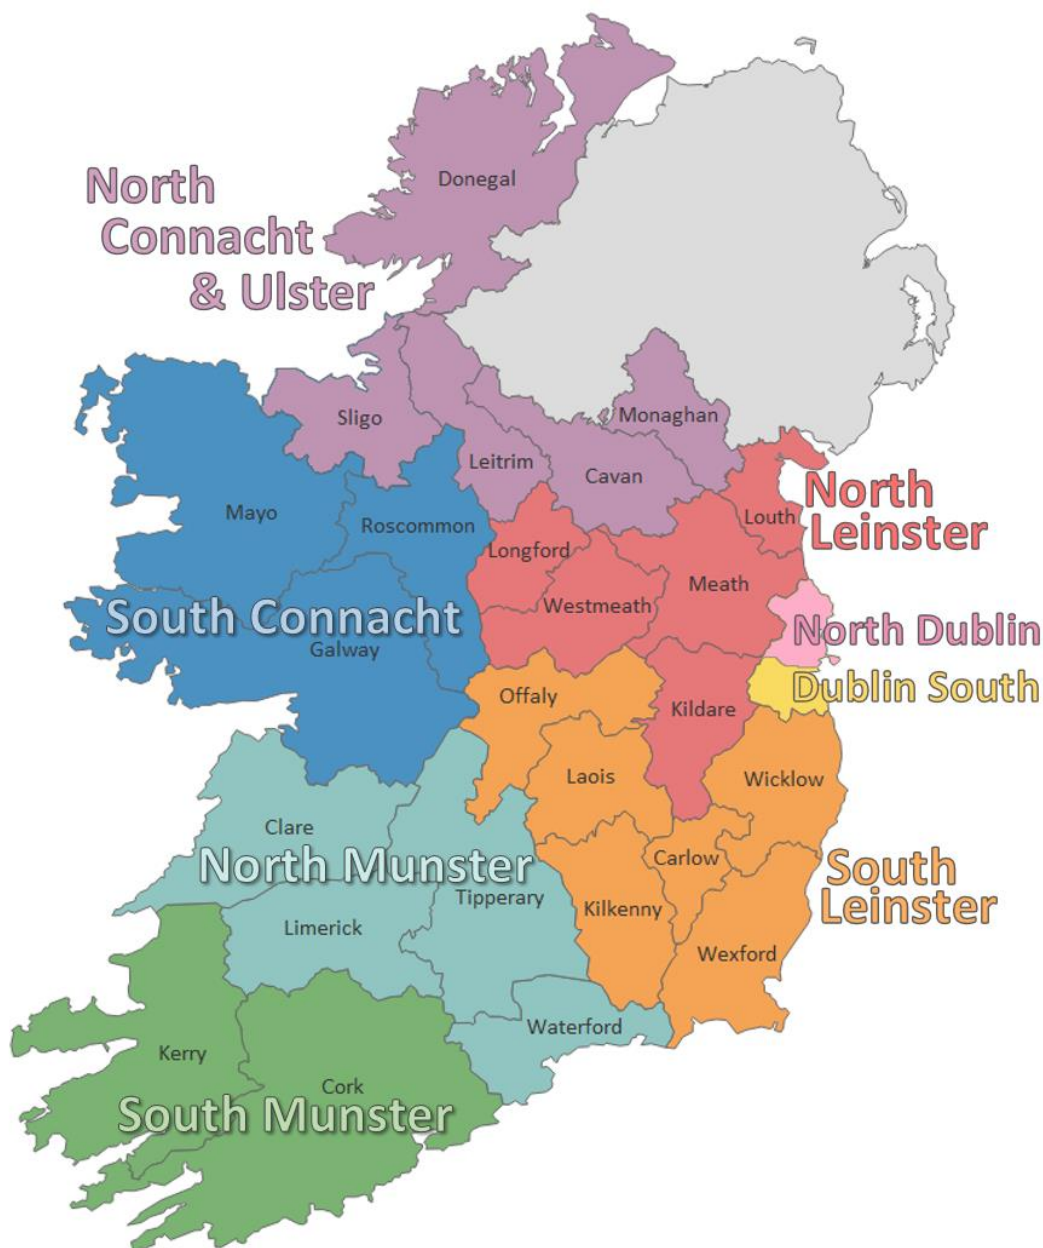 Donegal
North
Connacht
& Ulster
Sligo
Monaghan
Leitrim
Cavan
Mayo
Roscommon
Louth
North
Leinster
Longford
Meath
Westmeath
South Connacht
Galway
North Dublin
Dublin South
Offaly
Kildare
Laois
Wicklow
Clare
North Munster
Carlow
South
Leinster
Tipperary
Kilkenny
Limerick
Wexford
Waterford
Kerry
Cork
South Munster